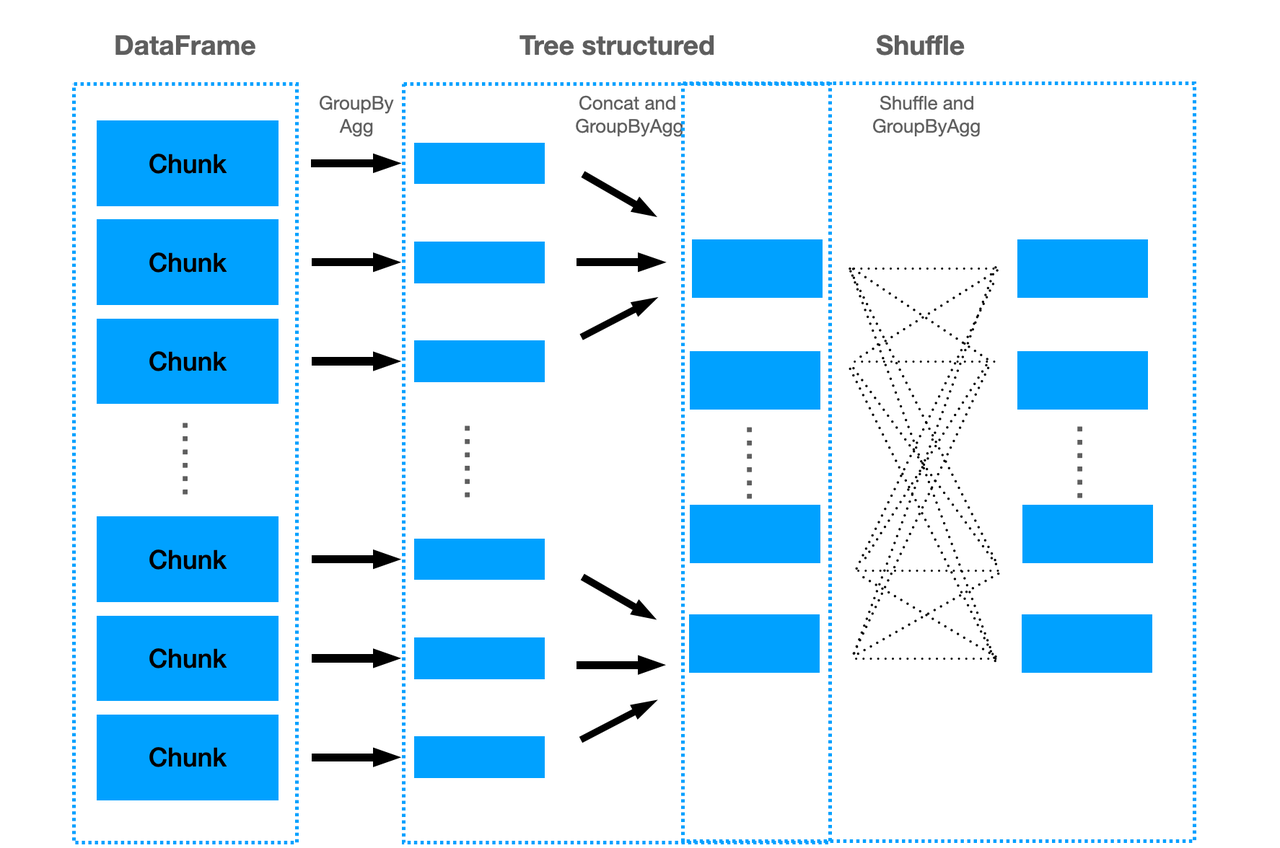 DataFrame
Tree structured
Shuffle
GroupBy
Agg
Concat and
GroupByAgg
Shuffle and
GroupByAgg
Chunk
Chunk
Chunk
Chunk
Chunk
Chunk